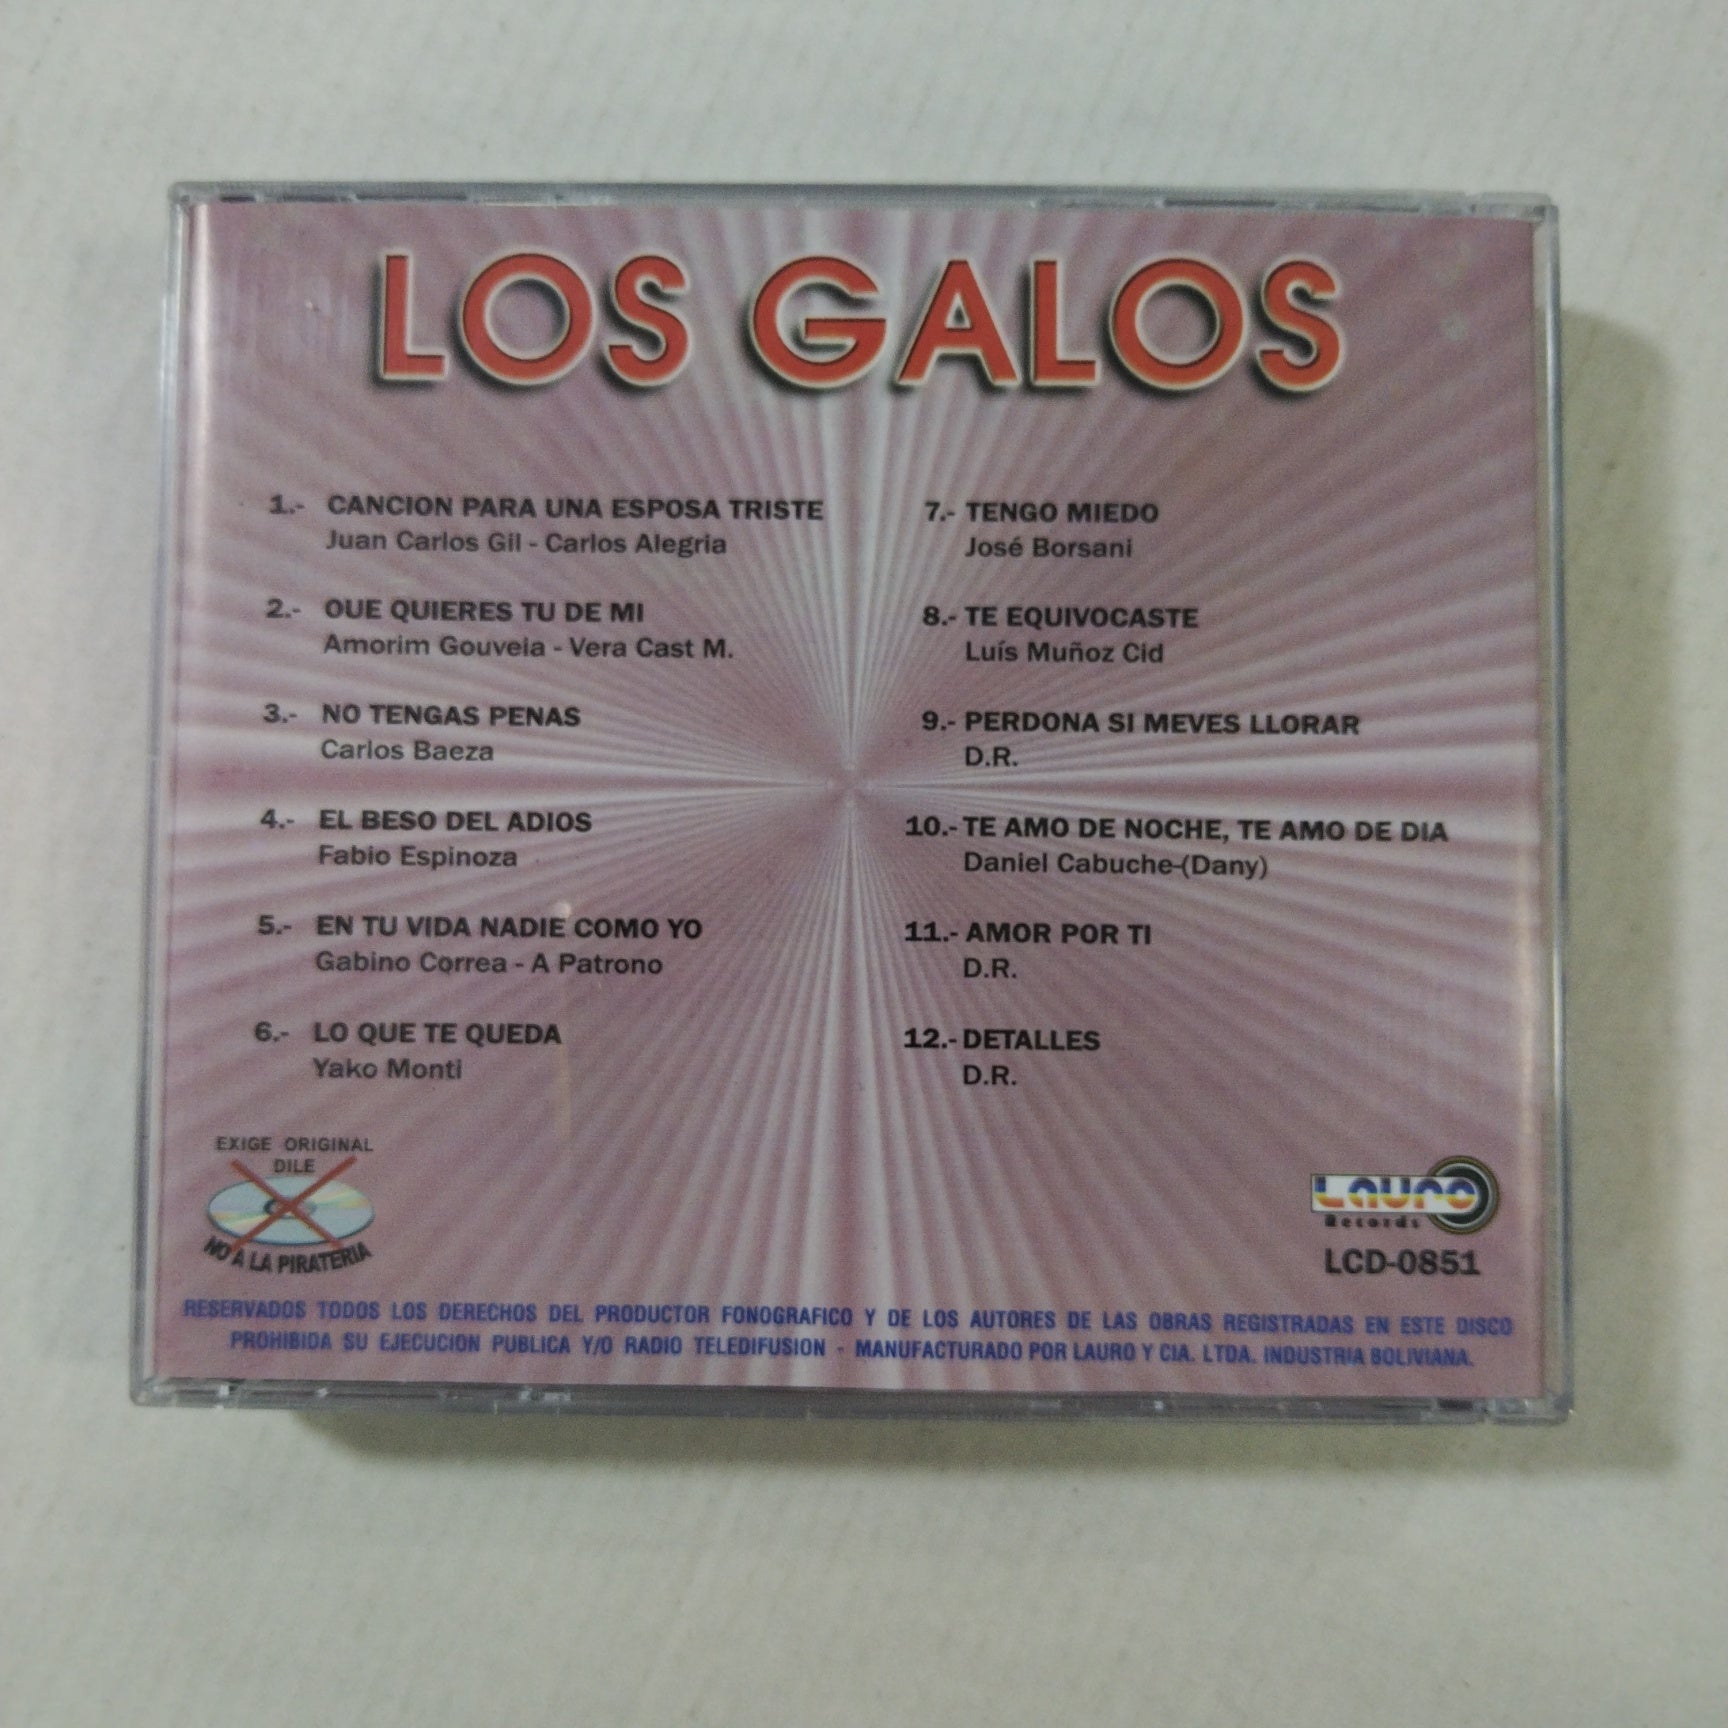 LOS GALOS
1.- CANCION PARA UNA ESPOSA TRISTE
Juan Carlos Gil - Carlos Alegria
2.- OUE QUIERES TU DE MI
Amorim Gouveia - Vera Cast M.
3.- NO TENGAS PENAS
Carlos Baeza
4.- EL BESO DEL ADIOS
Fabio Espinoza
5.- EN TU VIDA NADIE COMO YO
Gabino Correa - A Patrono
6.- LO QUE TE QUEDA
Yako Monti
7.- TENGO MIEDO
José Borsani
8.- TE EQUIVOCASTE
Luís Muñoz Cid
9.- PERDONA SI MEVES LLORAR
D.R.
10.- TE AMO DE NOCHE, TE AMO DE DIA
Daniel Cabuche-(Dany)
11.- AMOR POR TI
D.R.
12.- DETALLES
D.R.
EXIGE ORIGINAL
DILE
NO A LA PIRATERIA
Lauro
Records
LCD-0851
RESERVADOS TODOS LOS DERECHOS DEL PRODUCTOR FONOGRAFICO Y DE LOS AUTORES DE LAS OBRAS REGISTRADAS EN ESTE DISCO
PROHIBIDA SU EJECUCION PUBLICA Y/O RADIO TELEDIFUSION - MANUFACTURADO POR LAURO Y CIA. LTDA. INDUSTRIA BOLIVIANA.